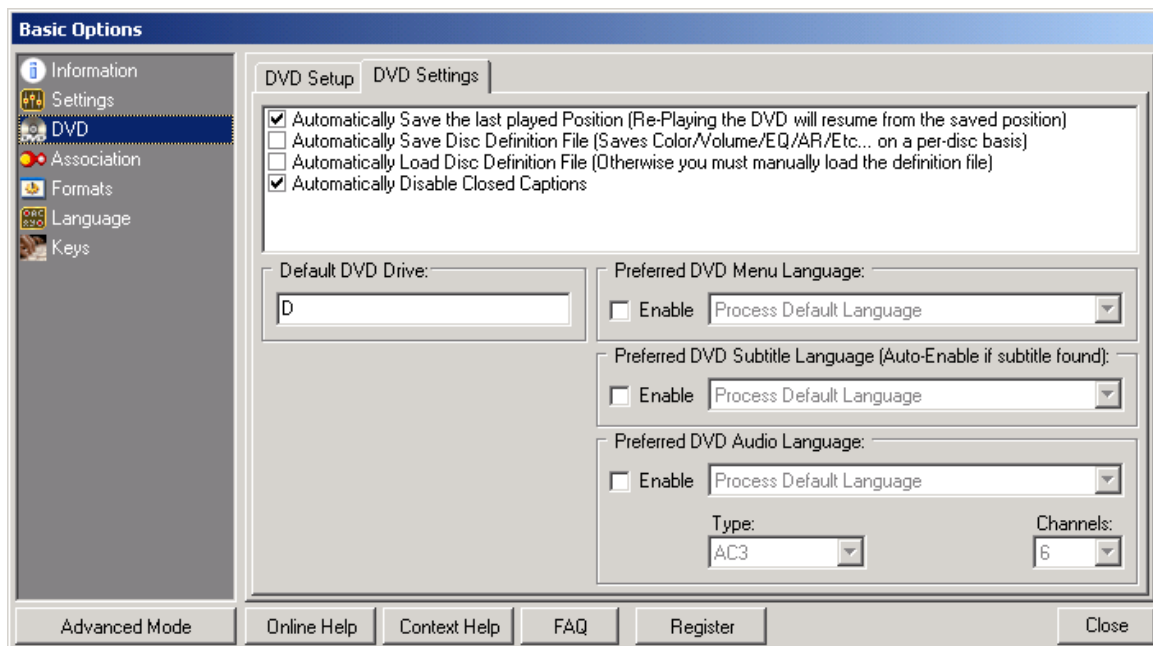 Basic Options
Information
Settings
DVD
Association
Formats
Language
Keys
DVD Setup
DVD Settings
Automatically Save the last played Position (Re-Playing the DVD will resume from the saved position)
Automatically Save Disc Definition File (Saves Color/Volume/EQ/AR/Etc... on a per-disc basis)
Automatically Load Disc Definition File (Otherwise you must manually load the definition file)
Automatically Disable Closed Captions
Default DVD Drive:
D
Preferred DVD Menu Language:
Enable Process Default Language
Preferred DVD Subtitle Language (Auto-Enable if subtitle found):
Enable Process Default Language
Preferred DVD Audio Language:
Enable Process Default Language
Type: Channels:
AC3 6
Advanced Mode Online Help Context Help FAQ Register Close